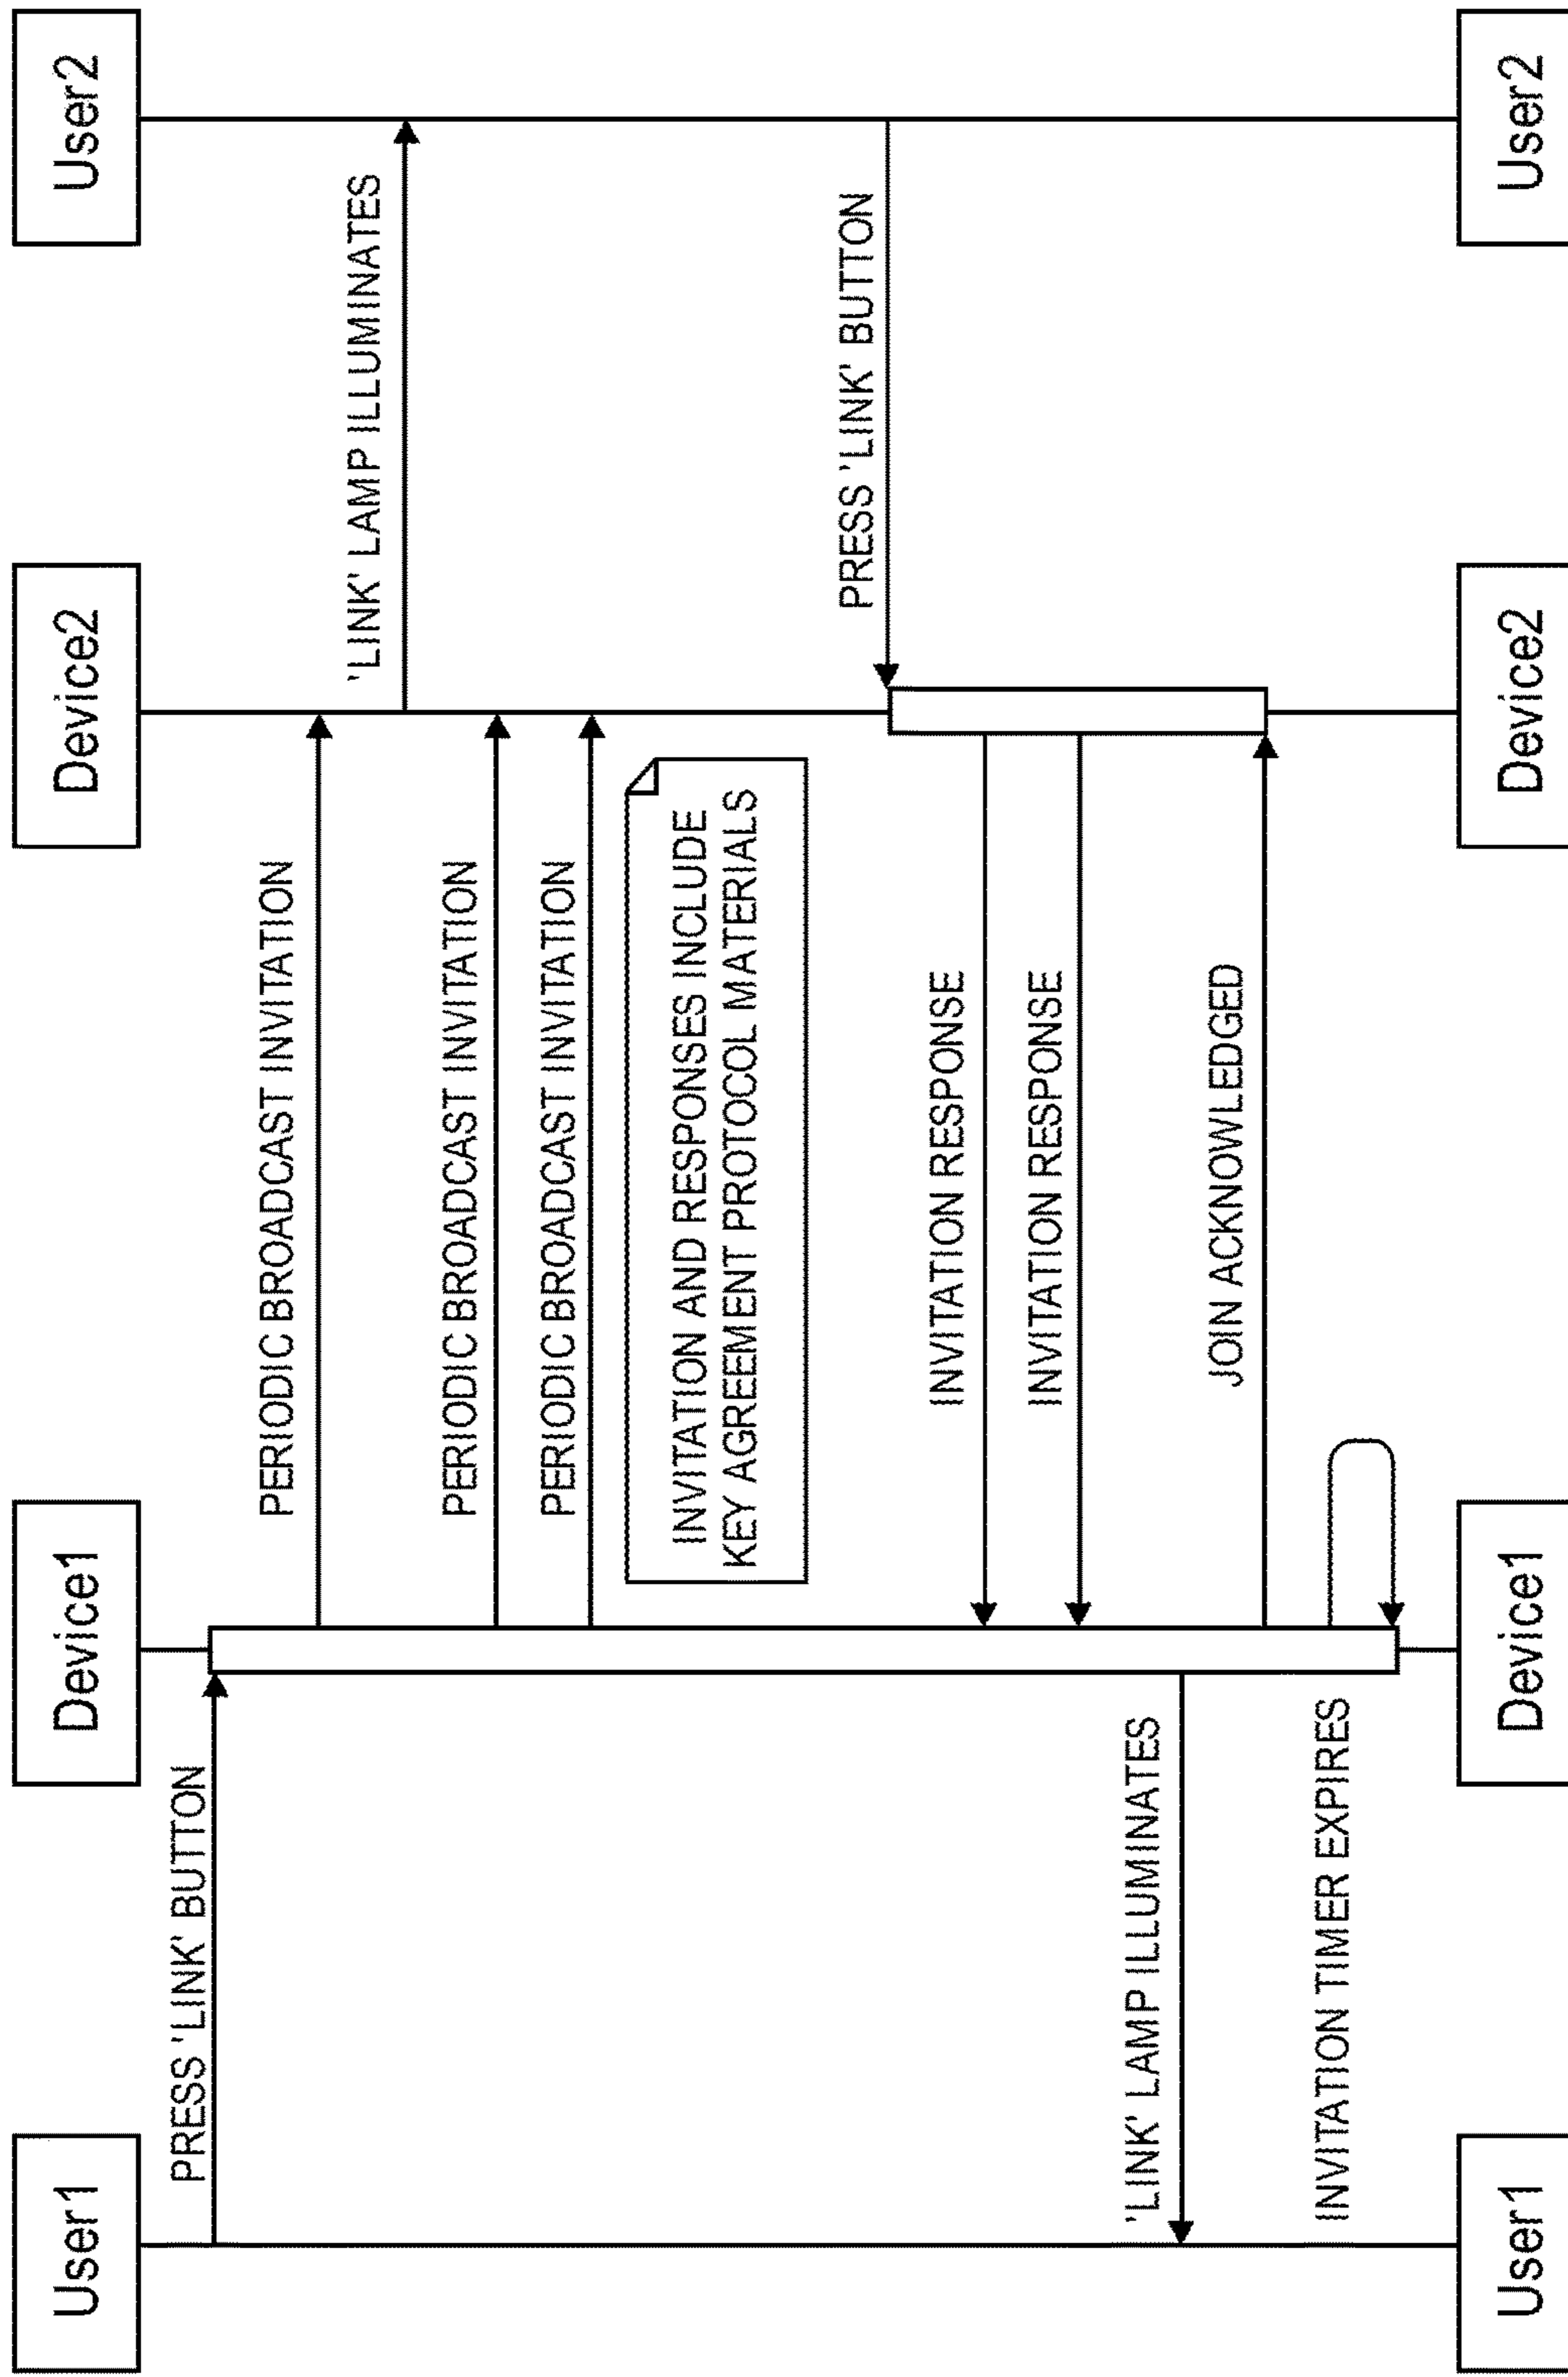 User1
Device1
Device2
User2
PRESS 'LINK' BUTTON
PERIODIC BROADCAST INVITATION
'LINK' LAMP ILLUMINATES
PERIODIC BROADCAST INVITATION
PERIODIC BROADCAST INVITATION
INVITATION AND RESPONSES INCLUDE
KEY AGREEMENT PROTOCOL MATERIALS
PRESS 'LINK' BUTTON
INVITATION RESPONSE
INVITATION RESPONSE
'LINK' LAMP ILLUMINATES
JOIN ACKNOWLEDGED
INVITATION TIMER EXPIRES
User1
Device1
Device2
User2